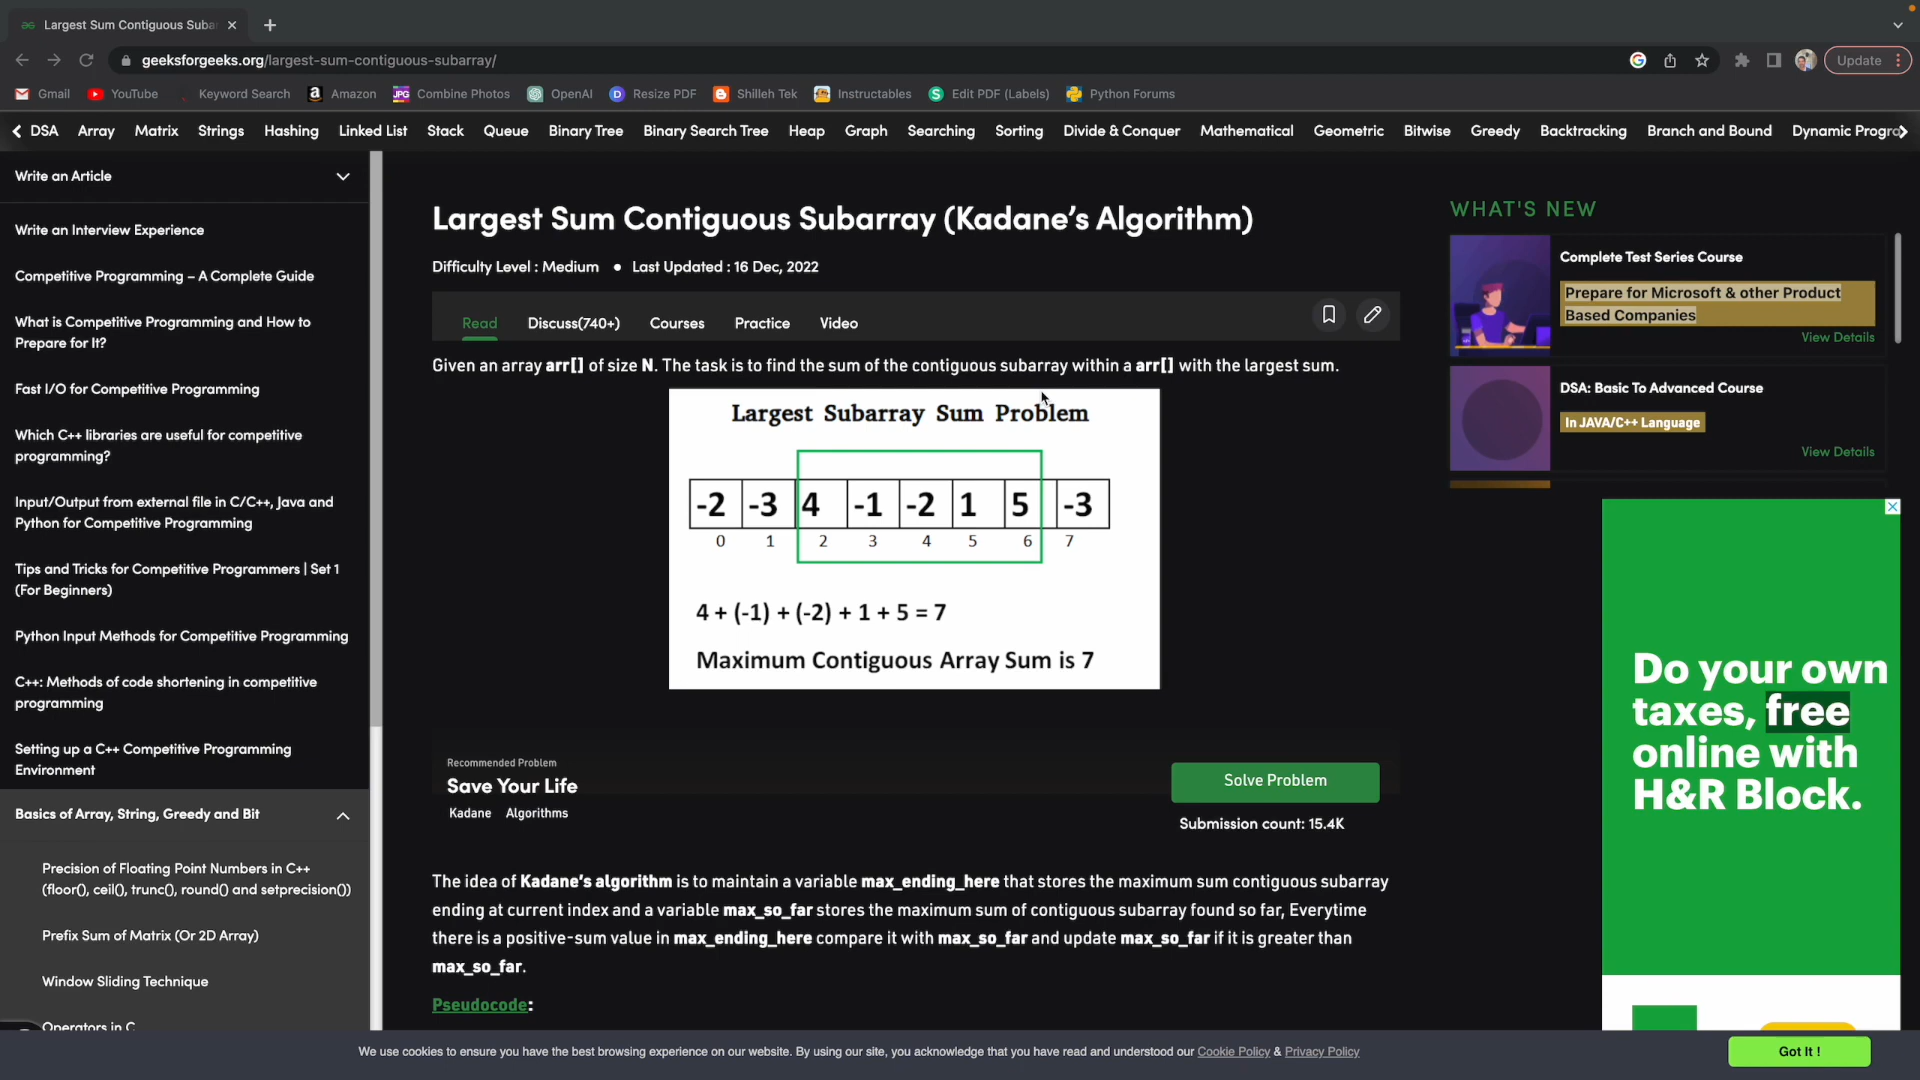 Largest Sum Contiguous Suba
geeksforgeeks.org/largest-sum-contiguous-subarray/
Update
Gmail YouTube Keyword Search Amazon Combine Photos OpenAI Resize PDF Shilleh Tek Instructables Edit PDF (Labels) Python Forums
DSA Array Matrix Strings Hashing Linked List Stack Queue Binary Tree Binary Search Tree Heap Graph Searching Sorting Divide & Conquer Mathematical Geometric Bitwise Greedy Backtracking Branch and Bound Dynamic Progra
Write an Article
Write an Interview Experience
Competitive Programming – A Complete Guide
What is Competitive Programming and How to
Prepare for It?
Fast I/O for Competitive Programming
Which C++ libraries are useful for competitive
programming?
Input/Output from external file in C/C++, Java and
Python for Competitive Programming
Tips and Tricks for Competitive Programmers | Set 1
(For Beginners)
Python Input Methods for Competitive Programming
C++: Methods of code shortening in competitive
programming
Setting up a C++ Competitive Programming
Environment
Basics of Array, String, Greedy and Bit
Precision of Floating Point Numbers in C++
(floor(), ceil(), trunc(), round() and setprecision())
Prefix Sum of Matrix (Or 2D Array)
Window Sliding Technique
Operators in C
Largest Sum Contiguous Subarray (Kadane's Algorithm)
Difficulty Level : Medium • Last Updated : 16 Dec, 2022
Read Discuss(740+) Courses Practice Video
Given an array arr[] of size N. The task is to find the sum of the contiguous subarray within a arr[] with the largest sum.
Largest Subarray Sum Problem
-2 -3 4 -1 -2 1 5 -3
0 1 2 3 4 5 6 7
4 + (-1) + (-2) + 1 + 5 = 7
Maximum Contiguous Array Sum is 7
Recommended Problem
Save Your Life
Kadane Algorithms
Solve Problem
Submission count: 15.4K
The idea of Kadane's algorithm is to maintain a variable max_ending_here that stores the maximum sum contiguous subarray
ending at current index and a variable max_so_far stores the maximum sum of contiguous subarray found so far, Everytime
there is a positive-sum value in max_ending_here compare it with max_so_far and update max_so_far if it is greater than
max_so_far.
Pseudocode:
WHAT'S NEW
Complete Test Series Course
Prepare for Microsoft & other Product
Based Companies
View Details
DSA: Basic To Advanced Course
In JAVA/C++ Language
View Details
Do your own
taxes, free
online with
H&R Block.
We use cookies to ensure you have the best browsing experience on our website. By using our site, you acknowledge that you have read and understood our Cookie Policy & Privacy Policy
Got It !